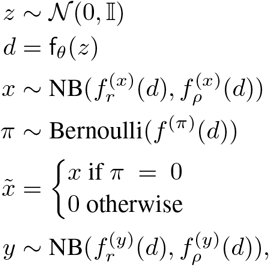 z ∼ 𝒩(0, 𝕀)
d = f_θ(z)
x ∼ NB(f_r^{(x)}(d), f_ρ^{(x)}(d))
π ∼ Bernoulli(f^{(π)}(d))
x̃ = { x if π = 0
0 otherwise
y ∼ NB(f_r^{(y)}(d), f_ρ^{(y)}(d)),